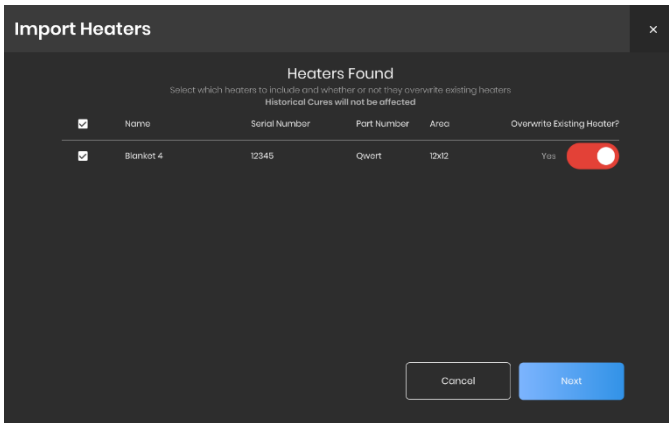 Import Heaters
×
Heaters Found
Select which heaters to include and whether or not they overwrite existing heaters
Historical Cures will not be affected
Name Serial Number Part Number Area Overwrite Existing Heater?
Blanket 4 12345 Qwert 12x12 Yes
Cancel Next